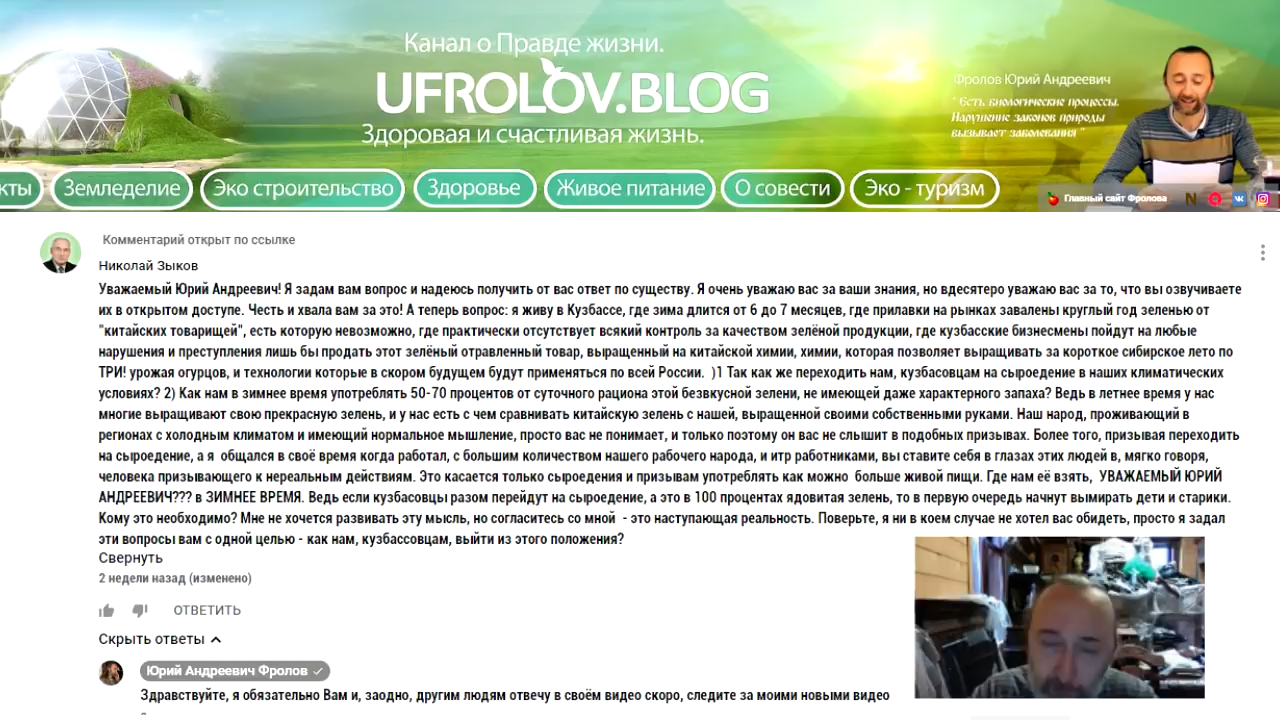 Канал о Правде жизни.
UFROLOV.BLOG
Здоровая и счастливая жизнь.
Фролов Юрий Андреевич
" Есть биологические процессы.
Нарушение законов природы
вызывает заболевания "
кты Земледелие Эко строительство Здоровье Живое питание О совести Эко - туризм
Главный сайт Фролова
Комментарий открыт по ссылке
Николай Зыков
Уважаемый Юрий Андреевич! Я задам вам вопрос и надеюсь получить от вас ответ по существу. Я очень уважаю вас за ваши знания, но вдесятеро уважаю вас за то, что вы озвучиваете
их в открытом доступе. Честь и хвала вам за это! А теперь вопрос: я живу в Кузбассе, где зима длится от 6 до 7 месяцев, где прилавки на рынках завалены круглый год зеленью от
"китайских товарищей", есть которую невозможно, где практически отсутствует всякий контроль за качеством зелёной продукции, где кузбасские бизнесмены пойдут на любые
нарушения и преступления лишь бы продать этот зелёный отравленный товар, выращенный на китайской химии, химии, которая позволяет выращивать за короткое сибирское лето по
ТРИ! урожая огурцов, и технологии которые в скором будущем будут применяться по всей России. )1 Так как же переходить нам, кузбасовцам на сыроедение в наших климатических
условиях? 2) Как нам в зимнее время употреблять 50-70 процентов от суточного рациона этой безвкусной зелени, не имеющей даже характерного запаха? Ведь в летнее время у нас
многие выращивают свою прекрасную зелень, и у нас есть с чем сравнивать китайскую зелень с нашей, выращенной своими собственными руками. Наш народ, проживающий в
регионах с холодным климатом и имеющий нормальное мышление, просто вас не понимает, и только поэтому он вас не слышит в подобных призывах. Более того, призывая переходить
на сыроедение, а я общался в своё время когда работал, с большим количеством нашего рабочего народа, и итр работниками, вы ставите себя в глазах этих людей в, мягко говоря,
человека призывающего к нереальным действиям. Это касается только сыроедения и призывам употреблять как можно больше живой пищи. Где нам её взять, УВАЖАЕМЫЙ ЮРИЙ
АНДРЕЕВИЧ??? в ЗИМНЕЕ ВРЕМЯ. Ведь если кузбасовцы разом перейдут на сыроедение, а это в 100 процентах ядовитая зелень, то в первую очередь начнут вымирать дети и старики.
Кому это необходимо? Мне не хочется развивать эту мысль, но согласитесь со мной - это наступающая реальность. Поверьте, я ни в коем случае не хотел вас обидеть, просто я задал
эти вопросы вам с одной целью - как нам, кузбассовцам, выйти из этого положения?
Свернуть
2 недели назад (изменено)
ОТВЕТИТЬ
Скрыть ответы
Юрий Андреевич Фролов
Здравствуйте, я обязательно Вам и, заодно, другим людям отвечу в своём видео скоро, следите за моими новыми видео